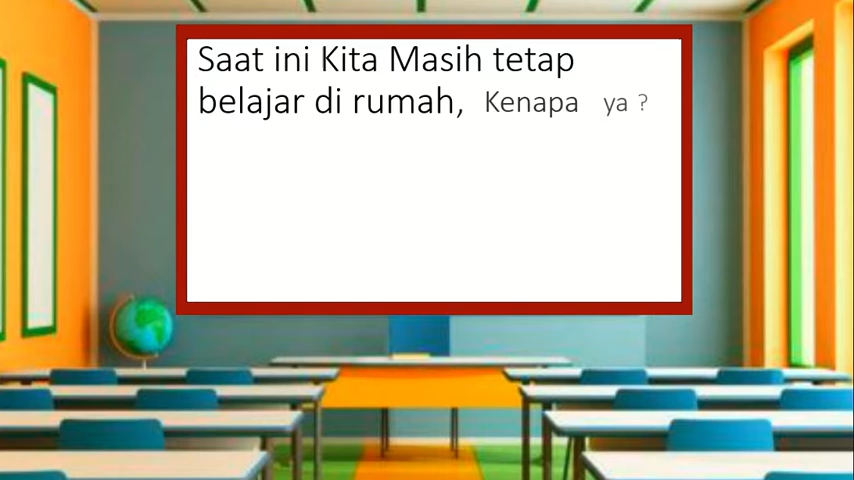 Saat ini Kita Masih tetap
belajar di rumah, Kenapa ya ?